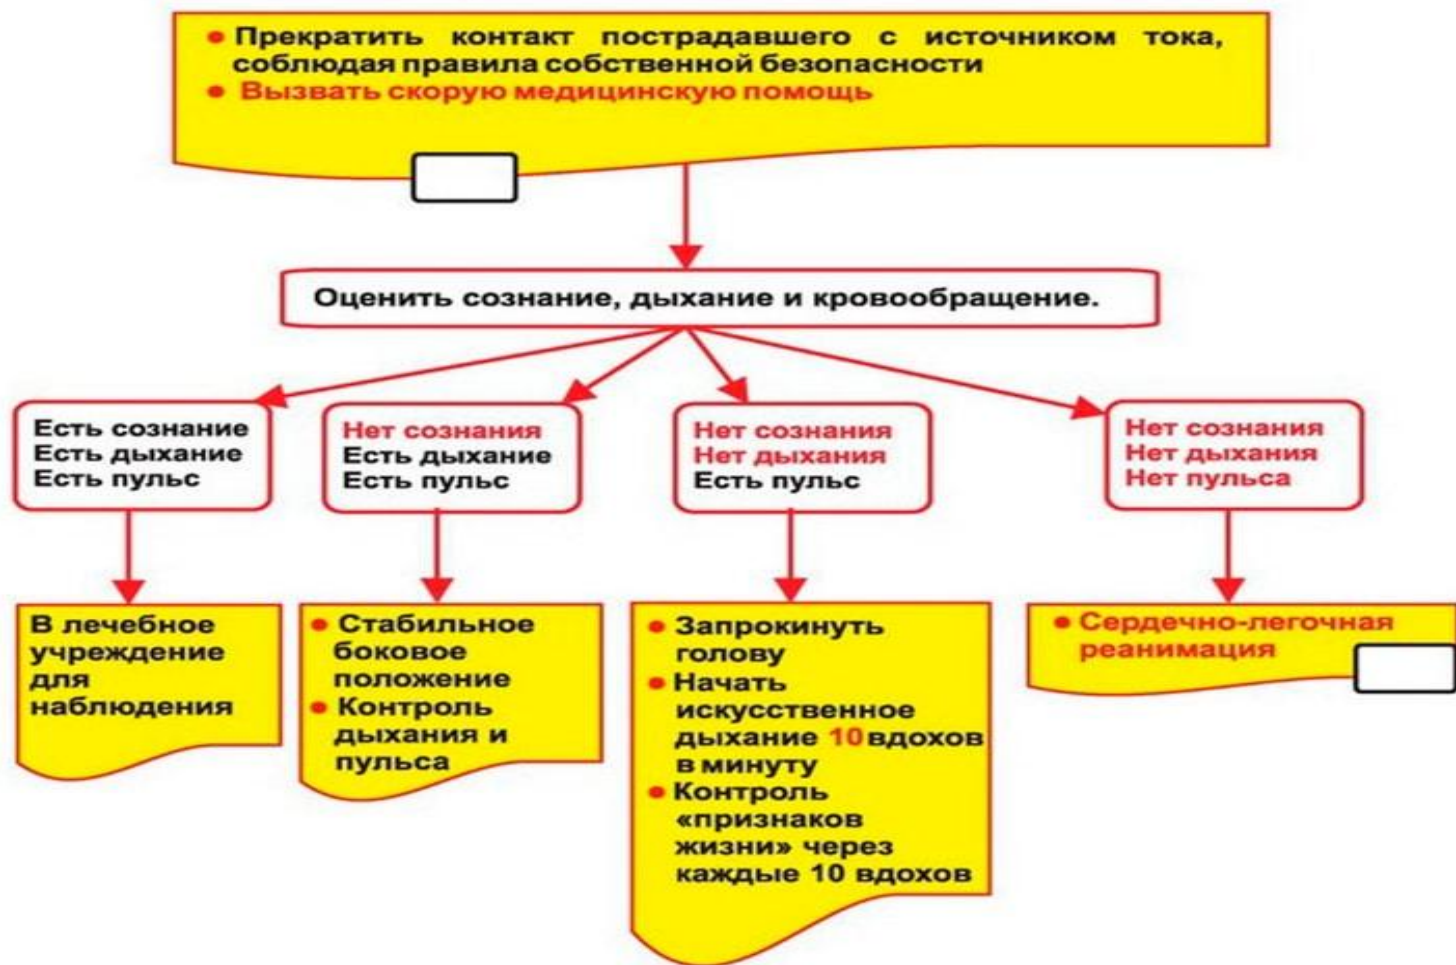 • Прекратить контакт пострадавшего с источником тока,
соблюдая правила собственной безопасности
• Вызвать скорую медицинскую помощь
Оценить сознание, дыхание и кровообращение.
Есть сознание
Есть дыхание
Есть пульс
Нет сознания
Есть дыхание
Есть пульс
Нет сознания
Нет дыхания
Есть пульс
Нет сознания
Нет дыхания
Нет пульса
В лечебное
учреждение
для
наблюдения
• Стабильное
боковое
положение
• Контроль
дыхания и
пульса
• Запрокинуть
голову
• Начать
искусственное
дыхание 10 вдохов
в минуту
• Контроль
«признаков
жизни» через
каждые 10 вдохов
• Сердечно-легочная
реанимация